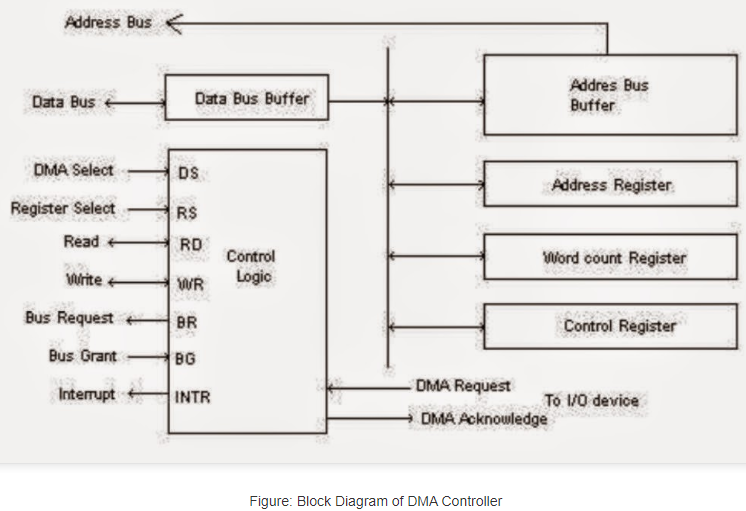 Address Bus
Data Bus
Data Bus Buffer
Addres Bus
Buffer
DMA Select
DS
Register Select
RS
Read
RD
Write
WR
Bus Request
BR
Bus Grant
BG
Interrupt
INTR
Control
Logic
Address Register
Word count Register
Control Register
DMA Request
To I/O device
DMA Acknowledge
Figure: Block Diagram of DMA Controller